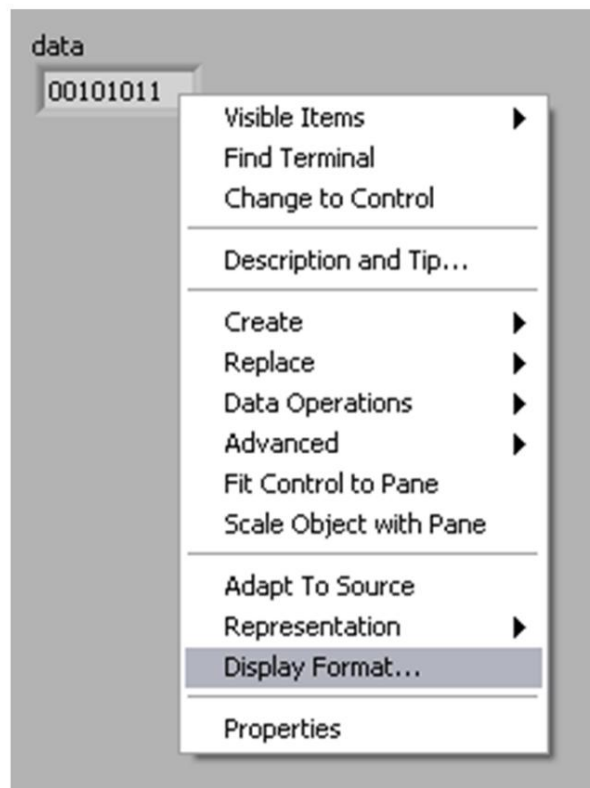 data
00101011
Visible Items
Find Terminal
Change to Control
Description and Tip...
Create
Replace
Data Operations
Advanced
Fit Control to Pane
Scale Object with Pane
Adapt To Source
Representation
Display Format...
Properties